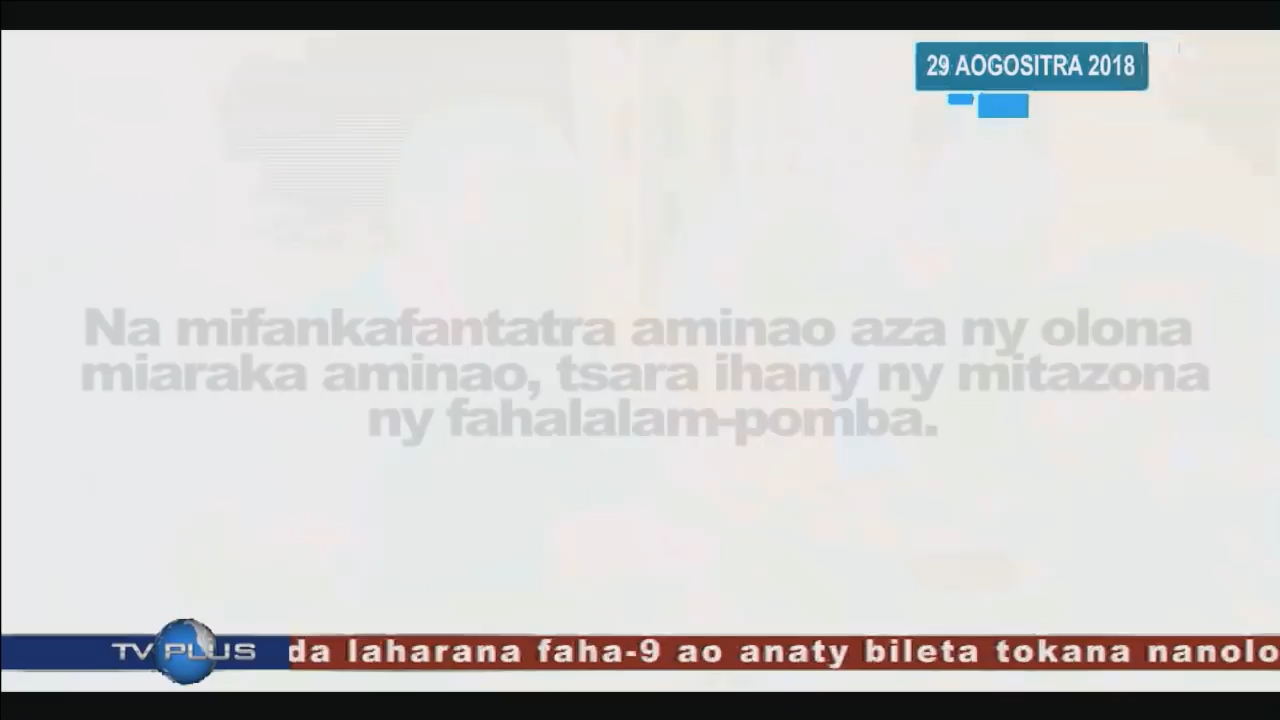 29 AOGOSITRA 2018
Na mifankafantatra aminao aza ny olona
miaraka aminao, tsara ihany ny mitazona
ny fahalalam-pomba.
TV PLUS
da laharana faha-9 ao anaty bileta tokana nanolo